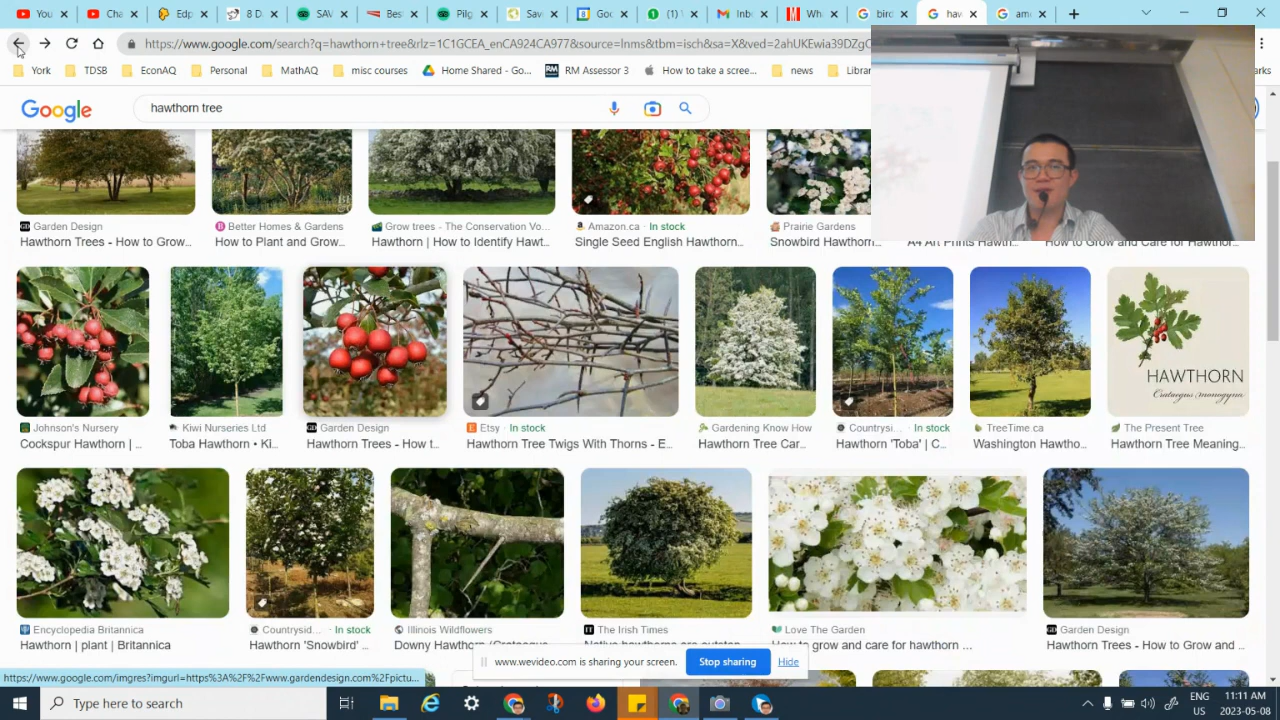 (4)
Edp
8 D
SAV
Bes
Pilg
Sav
Goo
(1)
Inb
Wh
bird
hav
ame
https://www.google.com/search?q=hawthorn+tree&rlz=1C1GCEA_enCA924CA977&source=lnms&tbm=isch&sa=X&ved=2ahUKEwia39DZgC
York
TDSB
EconAQ
Personal
MathAQ
misc courses
Home Shared - Go...
RM Assessor 3
How to take a scree...
news
Librar
arks
Google
hawthorn tree
Garden Design
Better Homes & Gardens
Grow trees - The Conservation Vo...
Amazon.ca · In stock
Prairie Gardens
Hawthorn Trees - How to Grow...
How to Plant and Grow...
Hawthorn | How to Identify Hawt...
Single Seed English Hawthorn...
Snowbird Hawthorn...
A4 Art Prints Hawth...
How to Grow and Care for Hawthor...
HAWTHORN
Crataegus monogyna
Johnson's Nursery
Kiwi Nurseries Ltd
Garden Design
Etsy · In stock
Gardening Know How
Countrysi... · In stock
TreeTime.ca
The Present Tree
Cockspur Hawthorn | ...
Toba Hawthorn • Ki...
Hawthorn Trees - How t...
Hawthorn Tree Twigs With Thorns - E...
Hawthorn Tree Car...
Hawthorn 'Toba' | C...
Washington Hawtho...
Hawthorn Tree Meaning...
Encyclopedia Britannica
Countrysid... · In stock
Illinois Wildflowers
The Irish Times
Love The Garden
Garden Design
Hawthorn | plant | Britannica
Hawthorn 'Snowbird' ...
Downy Hawthorn (Crataegus
Native hawthorns are outstan
How to grow and care for hawthorn ...
Hawthorn Trees - How to Grow and ...
www.wevideo.com is sharing your screen.
Stop sharing
Hide
https://www.google.com/imgres?imgurl=https%3A%2F%2Fwww.gardendesign.com%2Fpictu...
Type here to search
ENG
US
11:11 AM
2023-05-08